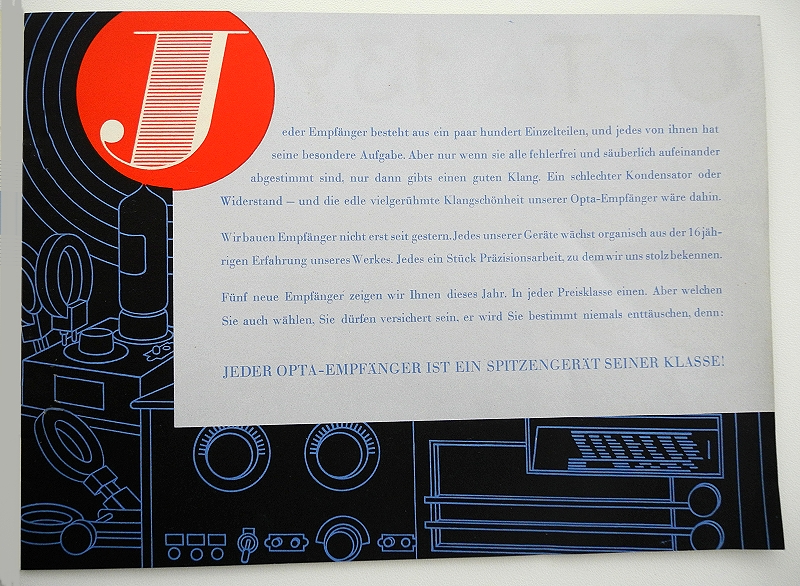 J
eder Empfänger besteht aus ein paar hundert Einzelteilen, und jedes von ihnen hat
seine besondere Aufgabe. Aber nur wenn sie alle fehlerfrei und säuberlich aufeinander
abgestimmt sind, nur dann gibts einen guten Klang. Ein schlechter Kondensator oder
Widerstand – und die edle vielgerühmte Klangschönheit unserer Opta-Empfänger wäre dahin.
Wir bauen Empfänger nicht erst seit gestern. Jedes unserer Geräte wächst organisch aus der 16jäh-
rigen Erfahrung unseres Werkes. Jedes ein Stück Präzisionsarbeit, zu dem wir uns stolz bekennen.
Fünf neue Empfänger zeigen wir Ihnen dieses Jahr. In jeder Preisklasse einen. Aber welchen
Sie auch wählen, Sie dürfen versichert sein, er wird Sie bestimmt niemals enttäuschen, denn:
JEDER OPTA-EMPFÄNGER IST EIN SPITZENGERÄT SEINER KLASSE!